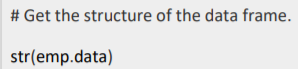 # Get the structure of the data frame.
str(emp.data)